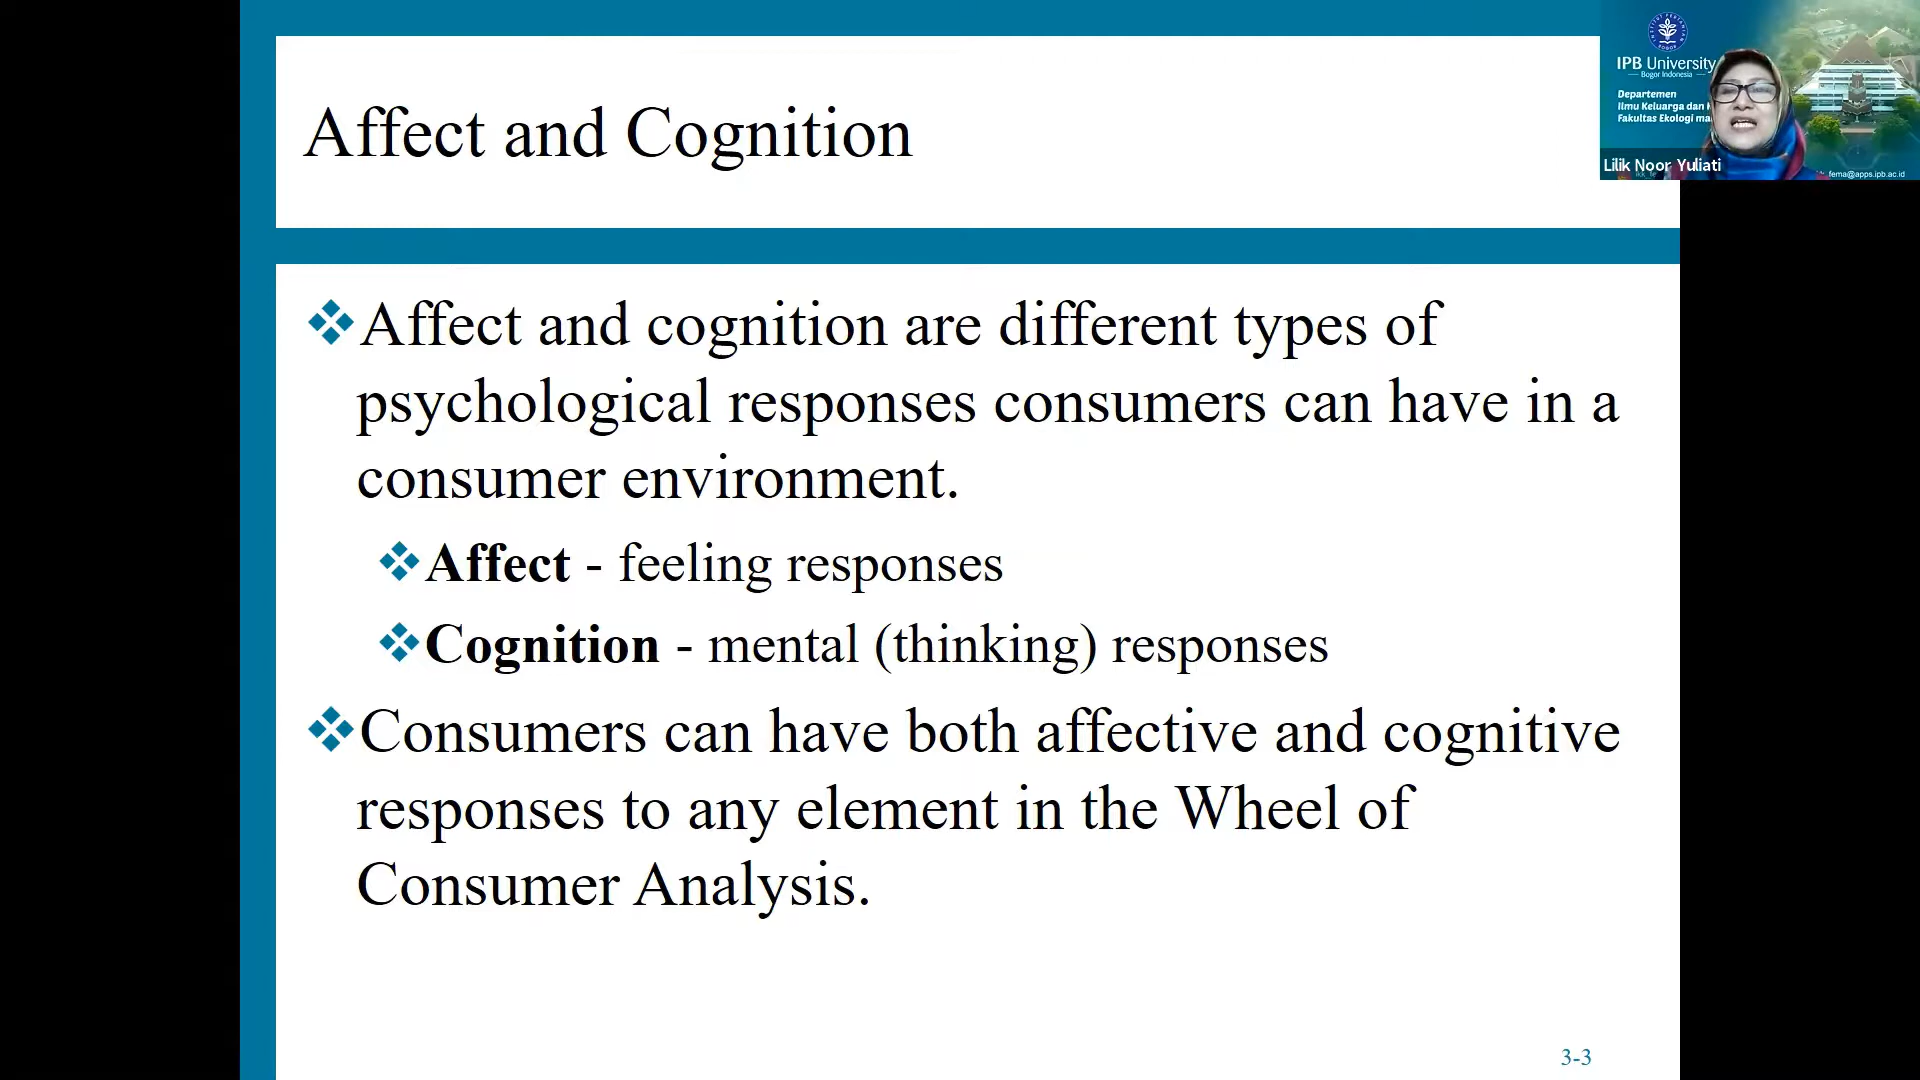 Affect and Cognition
IPB University
Bogor Indonesia
Departemen
Ilmu Keluarga dan
Fakultas Ekologi
Lilik Noor Yuliati
fema@apps.ipb.ac.id
Affect and cognition are different types of
psychological responses consumers can have in a
consumer environment.
Affect - feeling responses
Cognition - mental (thinking) responses
Consumers can have both affective and cognitive
responses to any element in the Wheel of
Consumer Analysis.
3-3